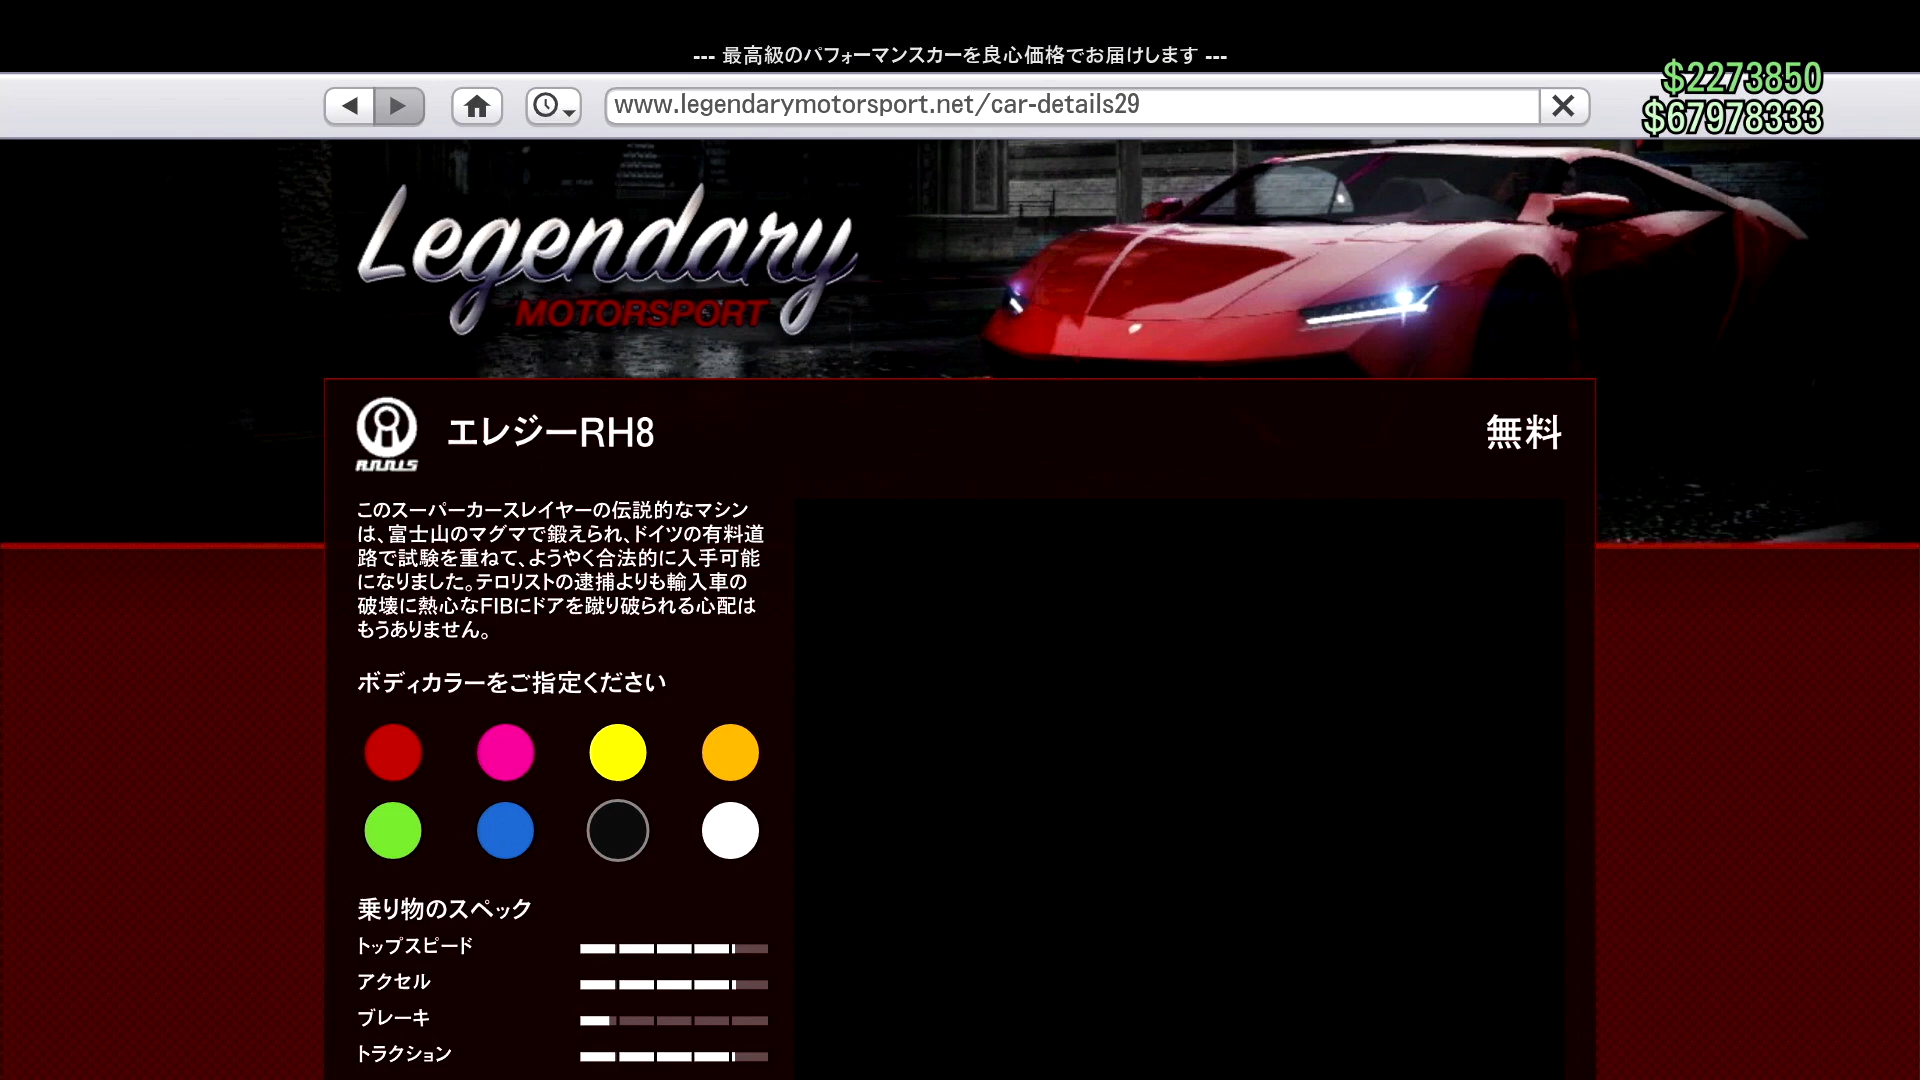 --- 最高級のパフォーマンスカーを良心価格でお届けします ---
$2273850
www.legendarymotorsport.net/car-details29
$67978333
Legendary
MOTORSPORT
エレジーRH8
無料
ANNIS
このスーパーカースレイヤーの伝説的なマシン
は、富士山のマグマで鍛えられ、ドイツの有料道
路で試験を重ねて、ようやく合法的に入手可能
になりました。テロリストの逮捕よりも輸入車の
破壊に熱心なFIBにドアを蹴り破られる心配は
もうありません。
ボディカラーをご指定ください
乗り物のスペック
トップスピード
アクセル
ブレーキ
トラクション